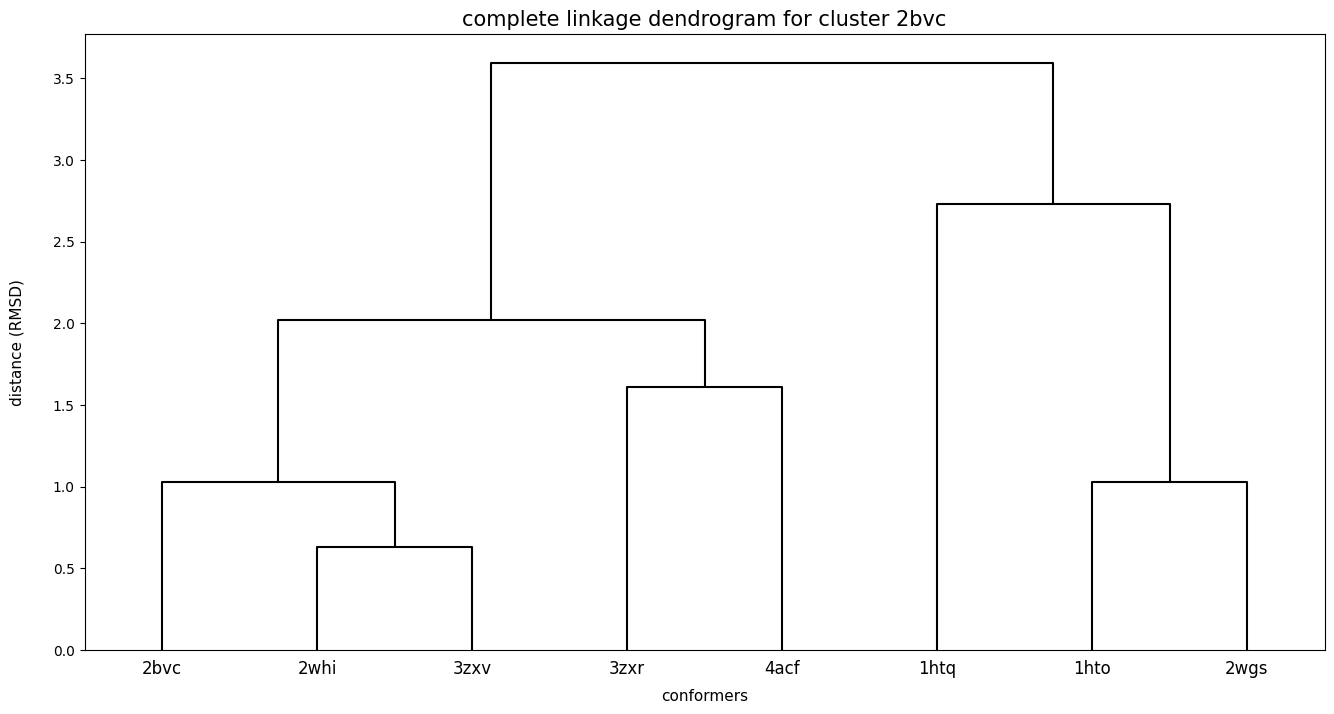 complete linkage dendrogram for cluster 2bvc
3.5
3.0
2.5
2.0
1.5
1.0
0.5
0.0
distance (RMSD)
2bvc 2whi 3zxv 3zxr 4acf 1htq 1hto 2wgs
conformers